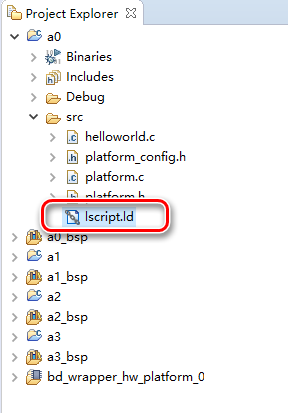 Project Explorer
a0
Binaries
Includes
Debug
src
helloworld.c
platform_config.h
platform.c
platform.h
lscript.ld
a0_bsp
a1
a1_bsp
a2
a2_bsp
a3
a3_bsp
bd_wrapper_hw_platform_0